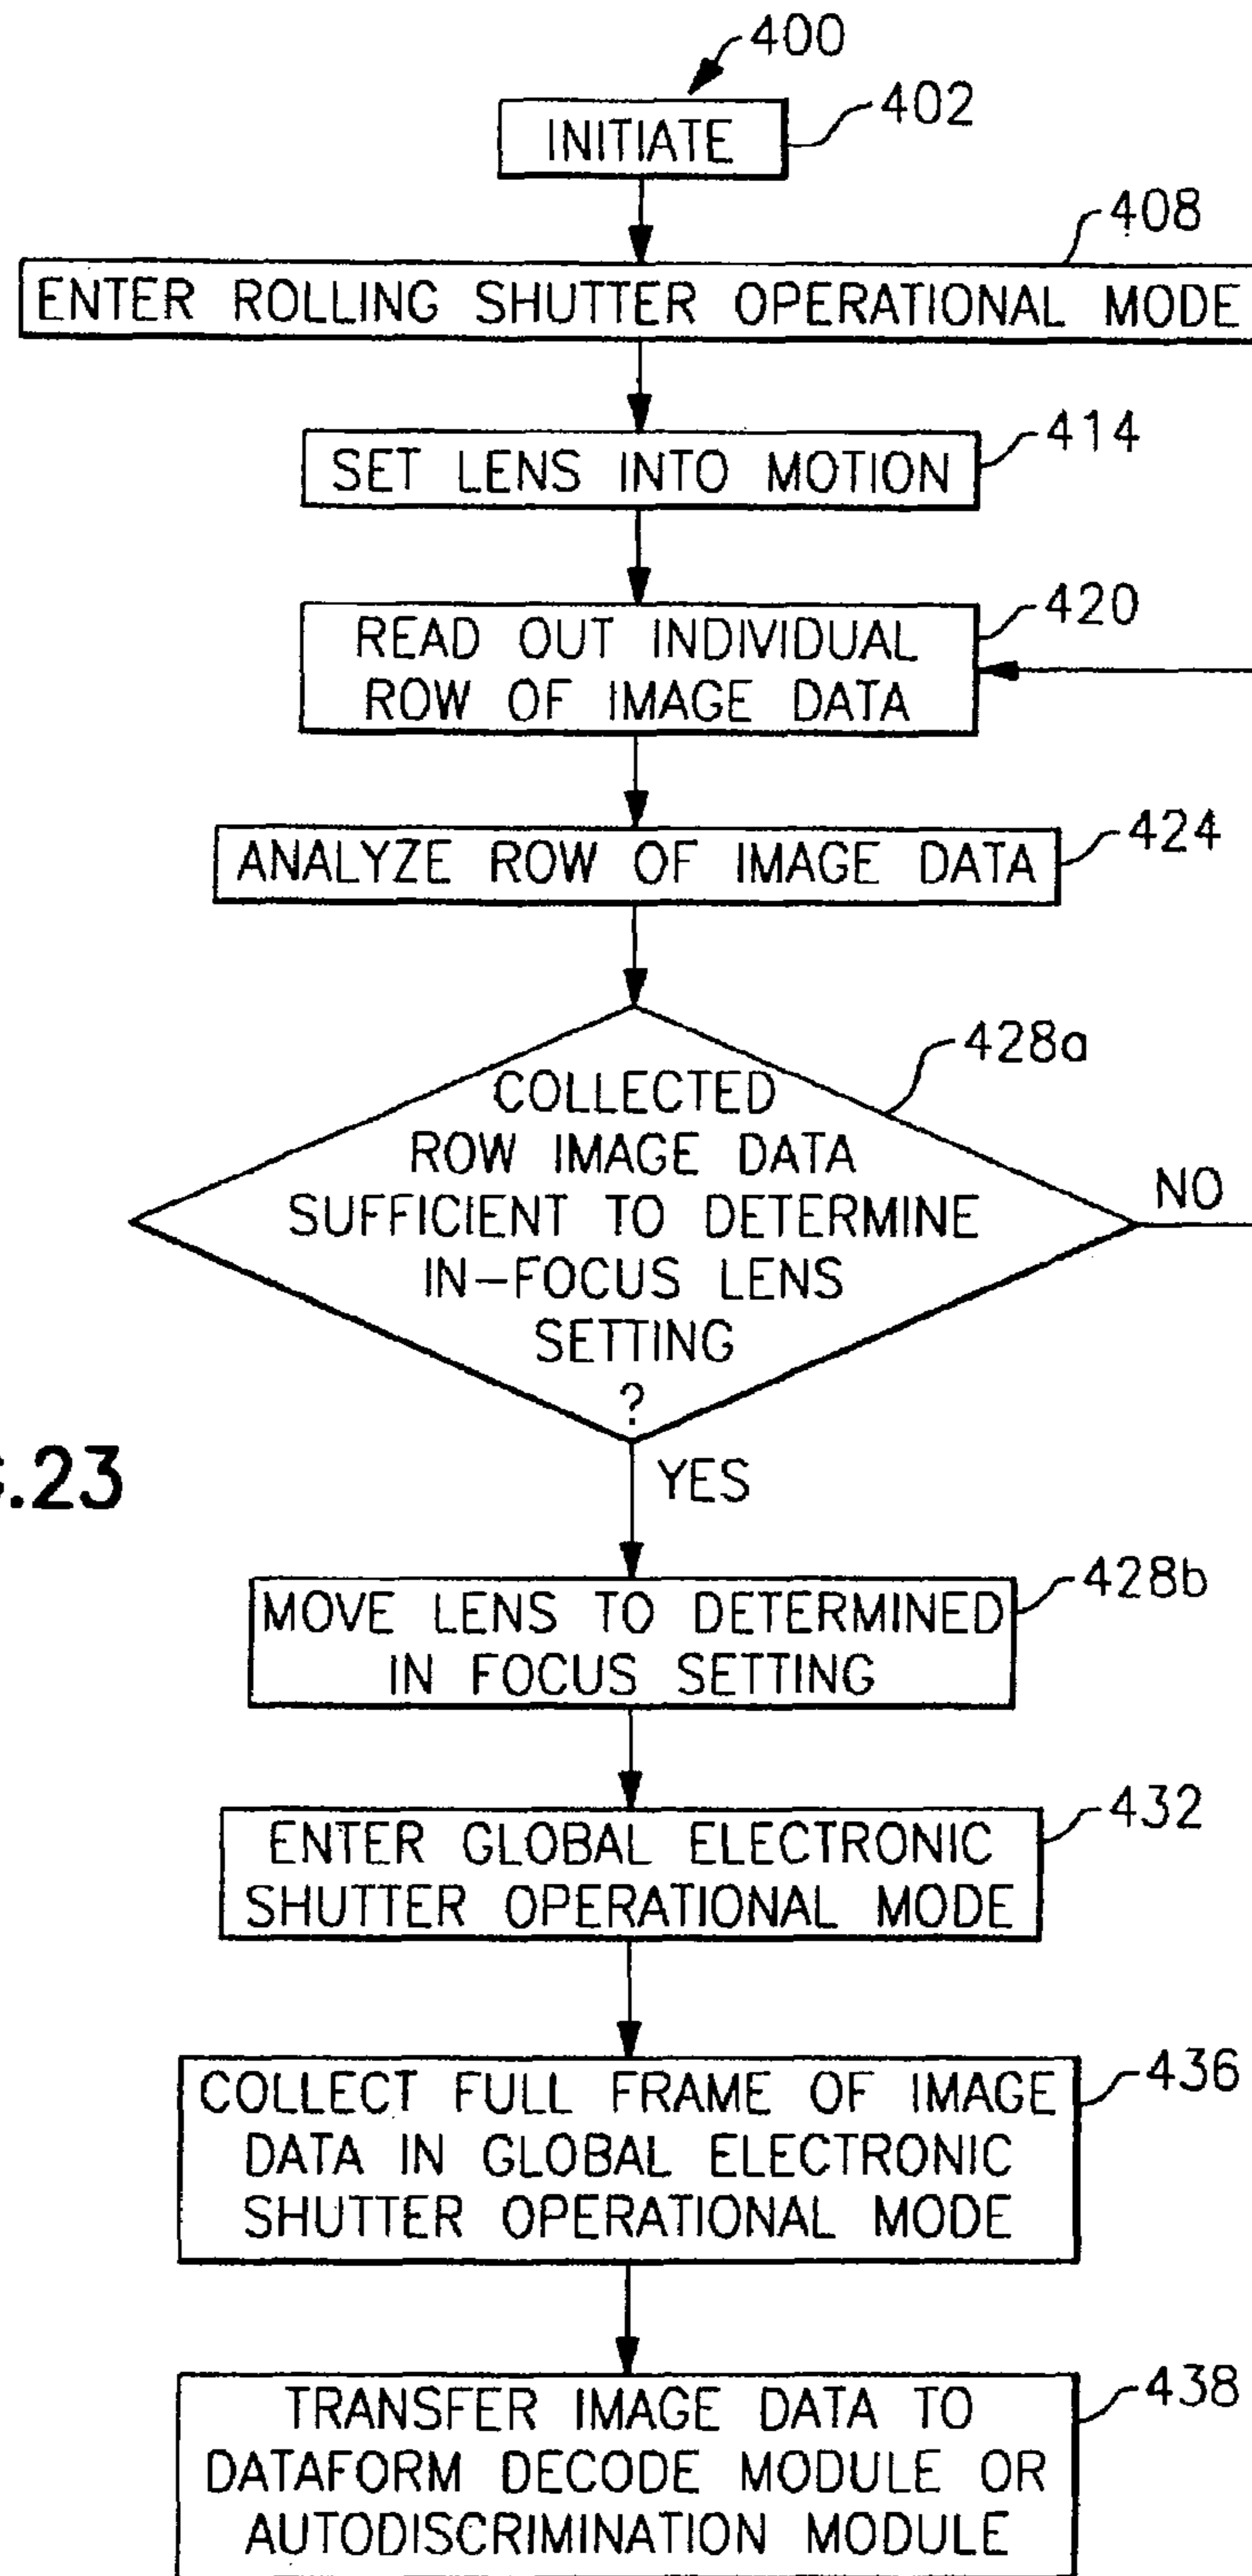 400
402
INITIATE
408
ENTER ROLLING SHUTTER OPERATIONAL MODE
414
SET LENS INTO MOTION
420
READ OUT INDIVIDUAL
ROW OF IMAGE DATA
424
ANALYZE ROW OF IMAGE DATA
428a
COLLECTED
ROW IMAGE DATA
SUFFICIENT TO DETERMINE
IN-FOCUS LENS
SETTING
?
NO
YES
.23
428b
MOVE LENS TO DETERMINED
IN FOCUS SETTING
432
ENTER GLOBAL ELECTRONIC
SHUTTER OPERATIONAL MODE
436
COLLECT FULL FRAME OF IMAGE
DATA IN GLOBAL ELECTRONIC
SHUTTER OPERATIONAL MODE
438
TRANSFER IMAGE DATA TO
DATAFORM DECODE MODULE OR
AUTODISCRIMINATION MODULE